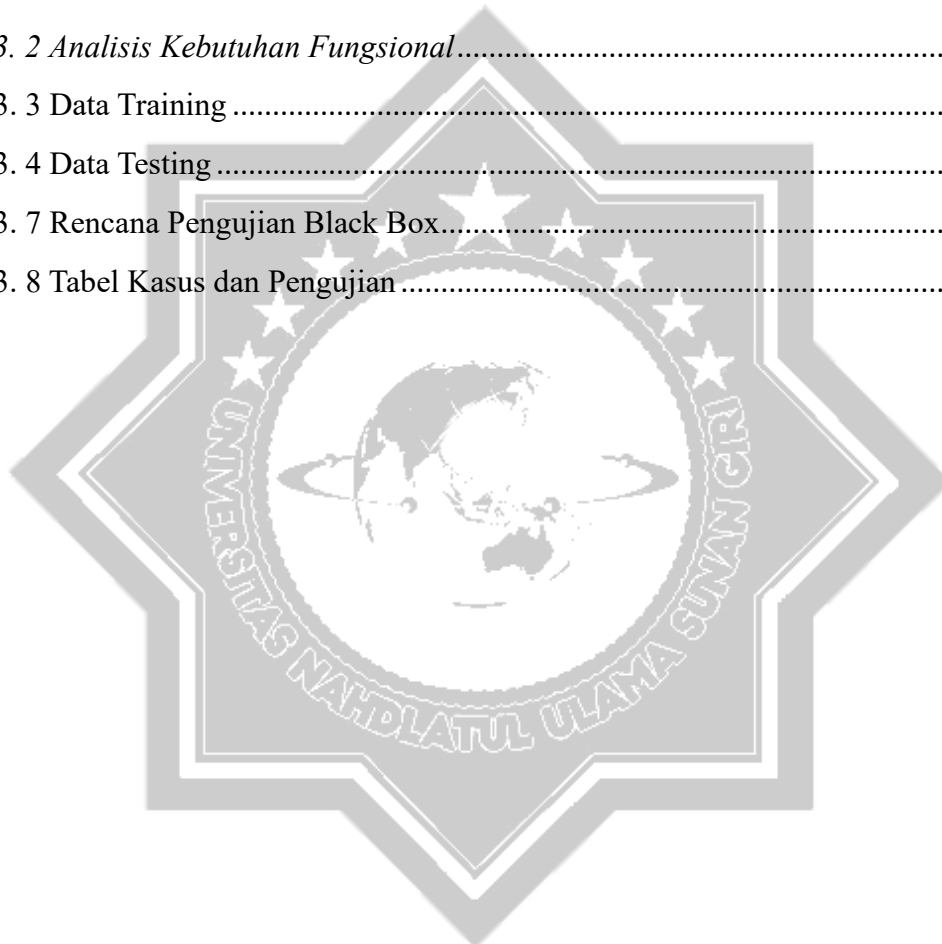 3. 2 Analisis Kebutuhan Fungsional....................................................................
3. 3 Data Training ....................................................................................................
3. 4 Data Testing ......................................................................................................
3. 7 Rencana Pengujian Black Box......................................................................
3. 8 Tabel Kasus dan Pengujian ............................................................................
UNIVERSITAS NAHDLATUL ULAMA SUNAN GIRI